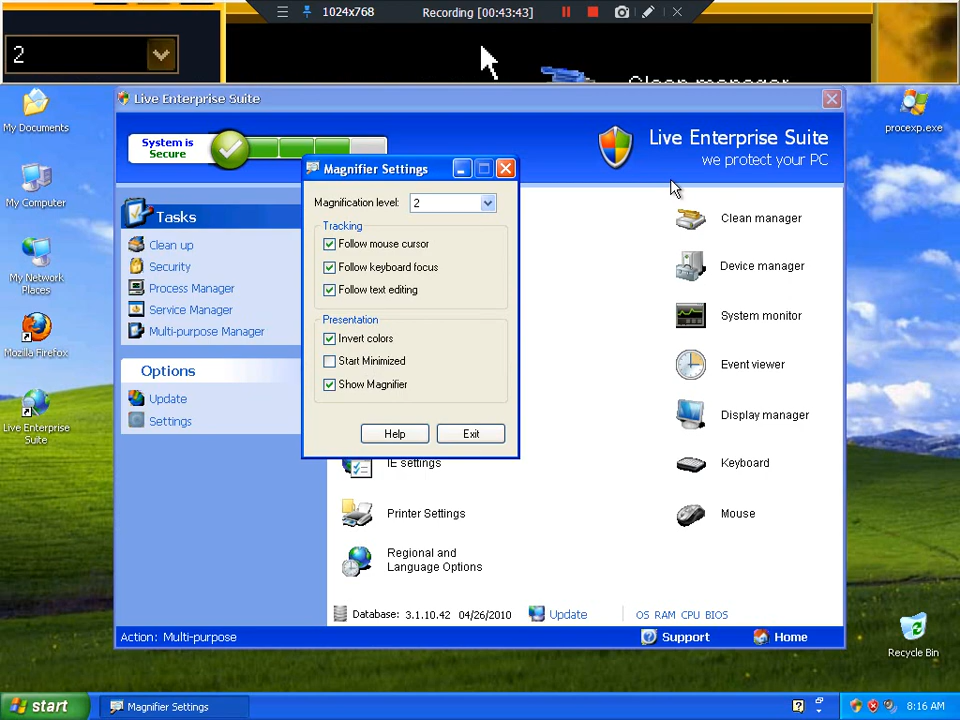 1024x768
Recording [00:43:43]
2
Clean manager
My Documents
My Computer
My Network
Places
Mozilla Firefox
Live Enterprise
Suite
procexp.exe
Recycle Bin
Live Enterprise Suite
System is
Secure
Live Enterprise Suite
we protect your PC
Tasks
Clean up
Security
Process Manager
Service Manager
Multi-purpose Manager
Options
Update
Settings
Magnifier Settings
Magnification level:
2
Tracking
Follow mouse cursor
Follow keyboard focus
Follow text editing
Presentation
Invert colors
Start Minimized
Show Magnifier
Help
Exit
IE settings
Printer Settings
Regional and
Language Options
Clean manager
Device manager
System monitor
Event viewer
Display manager
Keyboard
Mouse
Database: 3.1.10.42 04/26/2010
Update
OS RAM CPU BIOS
Action: Multi-purpose
Support
Home
start
Magnifier Settings
8:16 AM